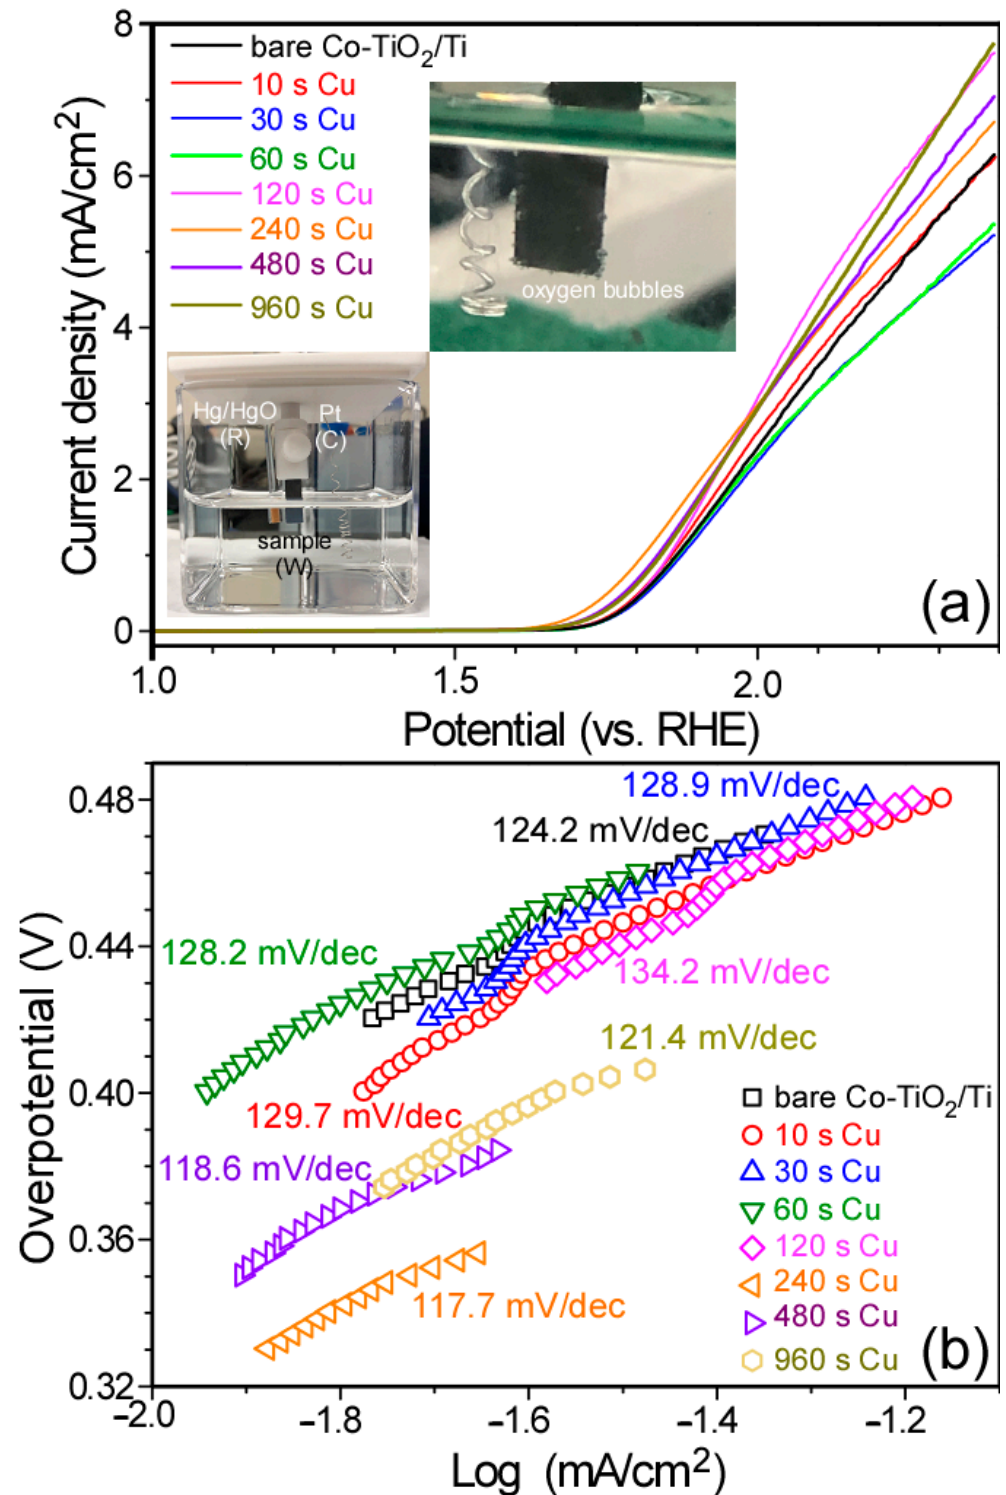 8
6
4
2
0
Current density (mA/cm²)
bare Co-TiO₂/Ti
10 s Cu
30 s Cu
60 s Cu
120 s Cu
240 s Cu
480 s Cu
960 s Cu
oxygen bubbles
Hg/HgO
(R)
Pt
(C)
sample
(W)
(a)
1.0
1.5
2.0
Potential (vs. RHE)
0.48
0.44
0.40
0.36
0.32
Overpotential (V)
128.9 mV/dec
124.2 mV/dec
128.2 mV/dec
134.2 mV/dec
121.4 mV/dec
129.7 mV/dec
118.6 mV/dec
117.7 mV/dec
bare Co-TiO₂/Ti
10 s Cu
30 s Cu
60 s Cu
120 s Cu
240 s Cu
480 s Cu
960 s Cu
(b)
−2.0
−1.8
−1.6
−1.4
−1.2
Log (mA/cm²)